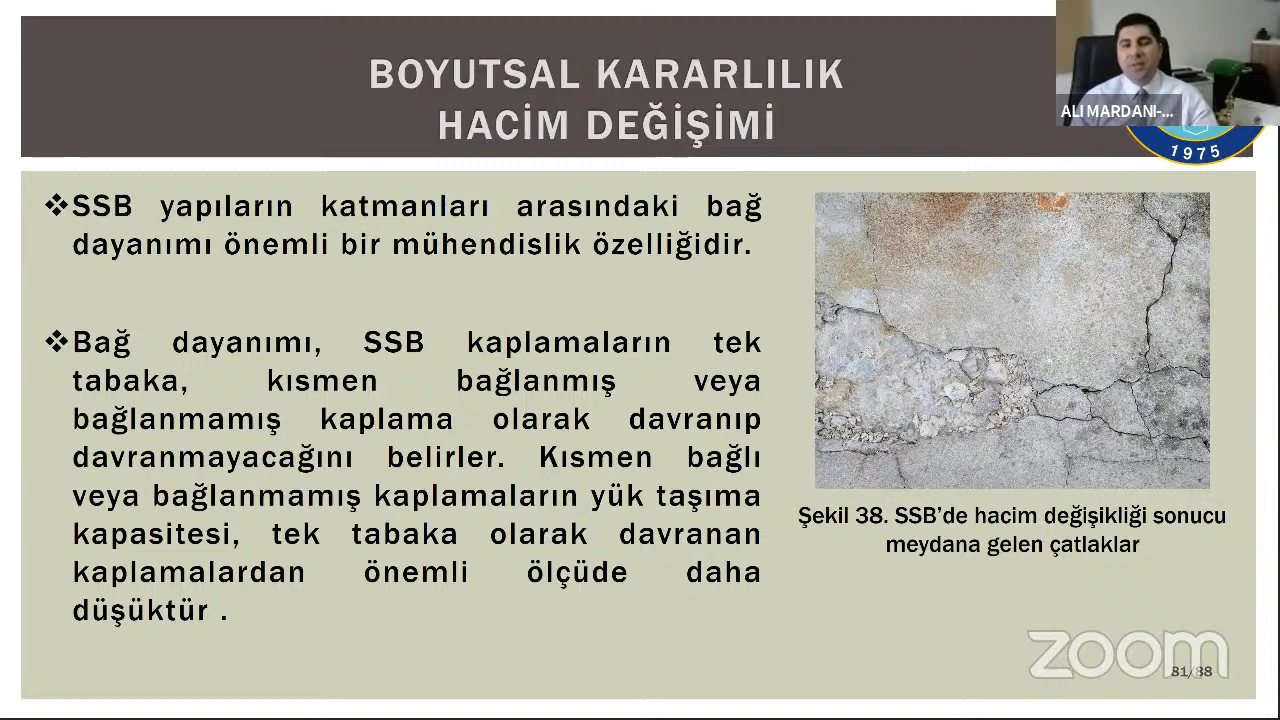 BOYUTSAL KARARLILIK
HACİM DEĞİŞİMİ
ALI MARDANI-...
1975
❖SSB yapıların katmanları arasındaki bağ
dayanımı önemli bir mühendislik özelliğidir.
❖Bağ dayanımı, SSB kaplamaların tek
tabaka, kısmen bağlanmış veya
bağlanmamış kaplama olarak davranıp
davranmayacağını belirler. Kısmen bağlı
veya bağlanmamış kaplamaların yük taşıma
kapasitesi, tek tabaka olarak davranan
kaplamalardan önemli ölçüde daha
düşüktür .
Şekil 38. SSB’de hacim değişikliği sonucu
meydana gelen çatlaklar
zoom
81/88